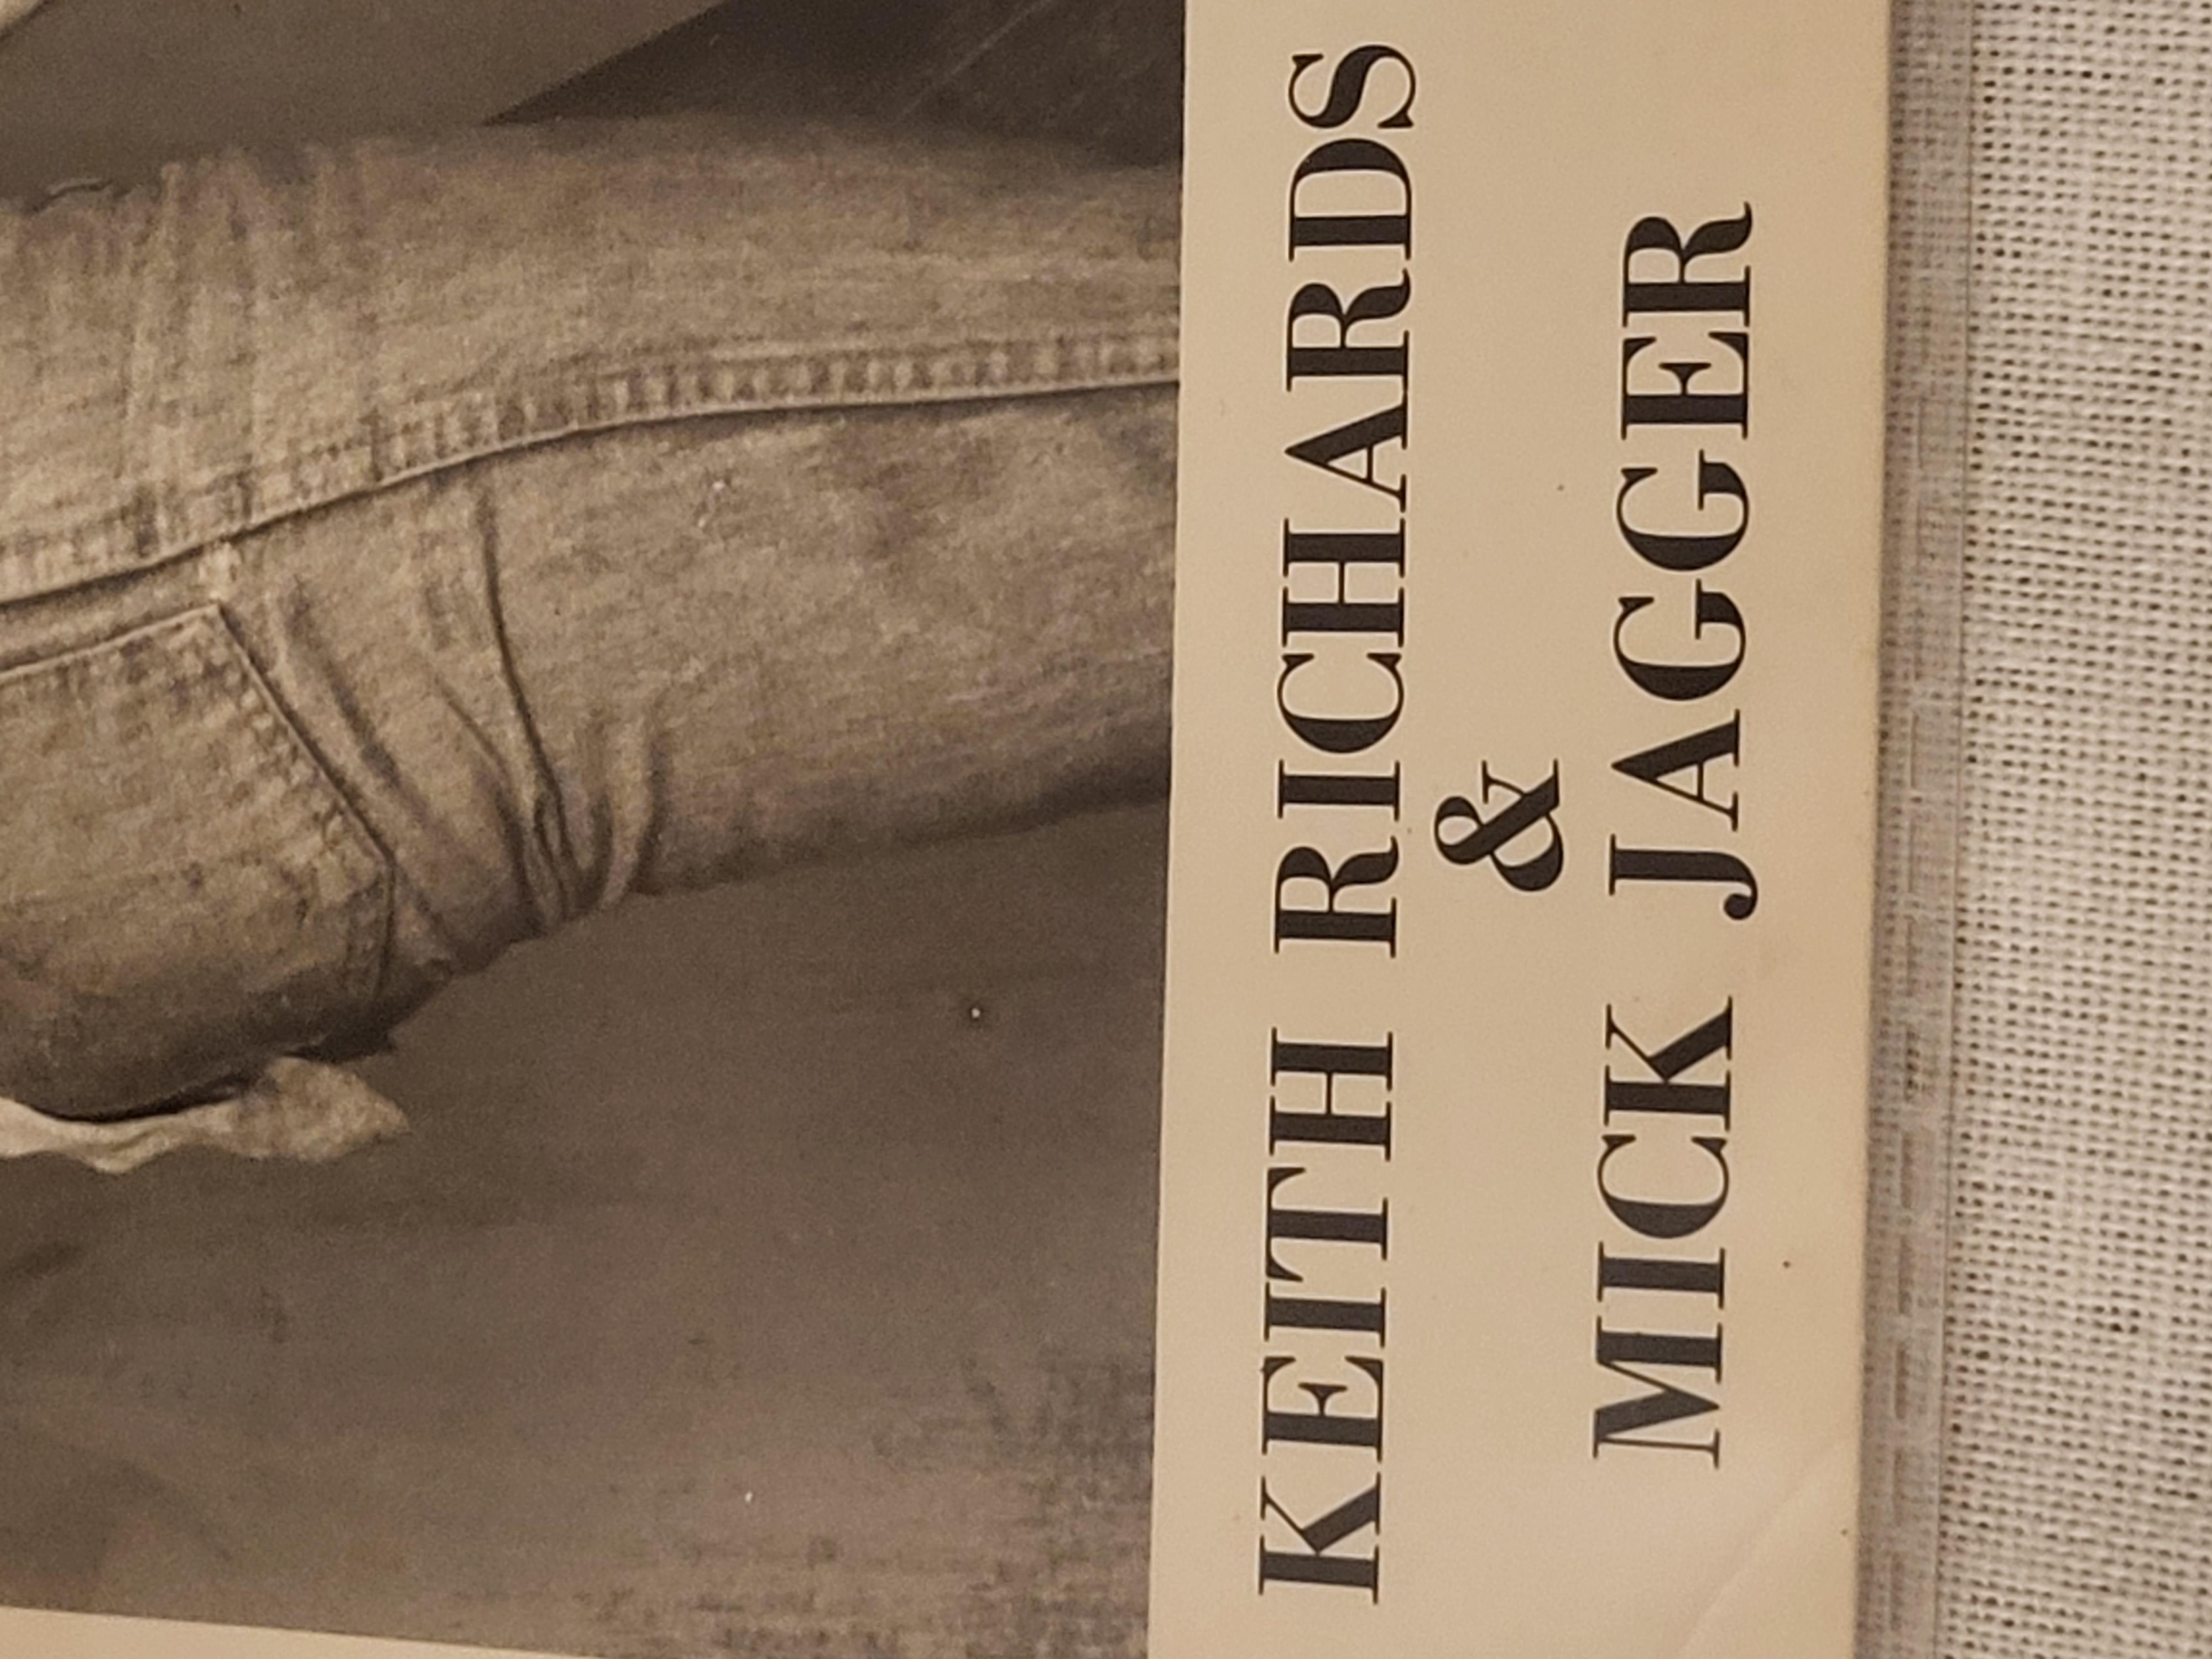 KEITH RICHARDS
&
MICK JAGGER